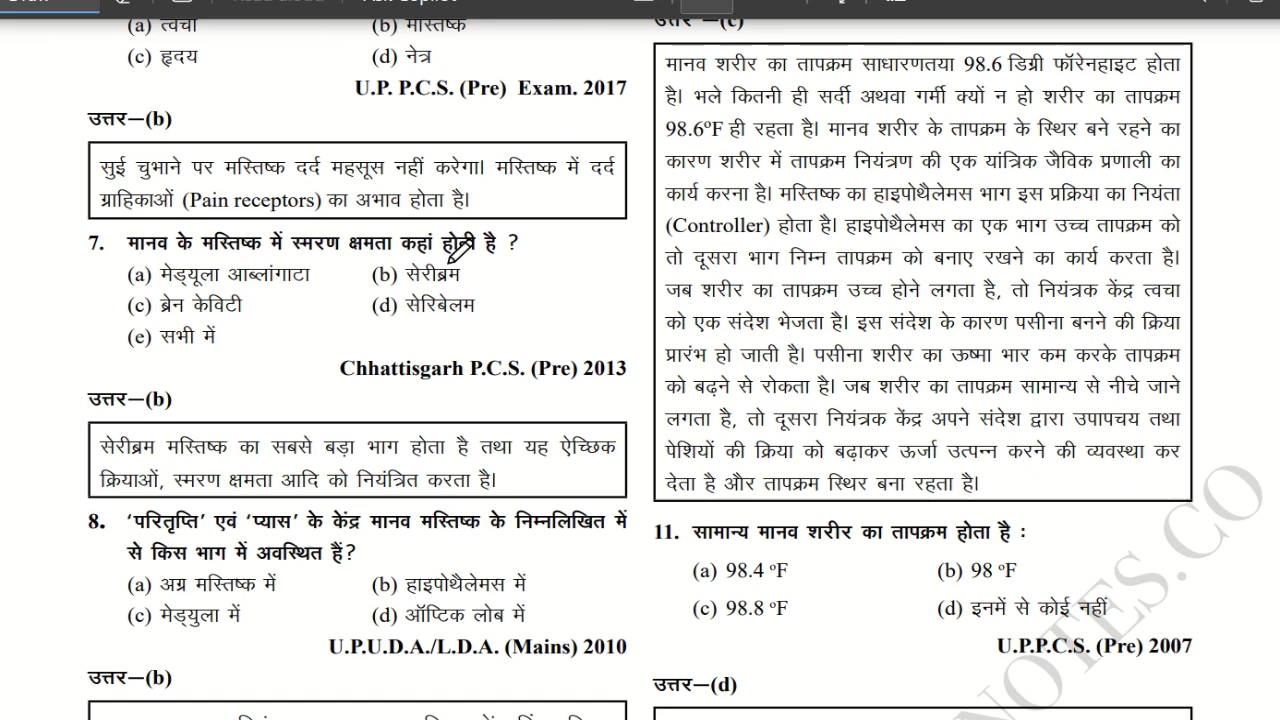 (a) त्वचा (b) मस्तिष्क
(c) हृदय (d) नेत्र
U.P. P.C.S. (Pre) Exam. 2017
उत्तर–(b)
सुई चुभाने पर मस्तिष्क दर्द महसूस नहीं करेगा। मस्तिष्क में दर्द
ग्राहिकाओं (Pain receptors) का अभाव होता है।
7. मानव के मस्तिष्क में स्मरण क्षमता कहां होती है ?
(a) मेड्यूला आब्लांगाटा (b) सेरीब्रम
(c) ब्रेन केविटी (d) सेरिबेलम
(e) सभी में
Chhattisgarh P.C.S. (Pre) 2013
उत्तर–(b)
सेरीब्रम मस्तिष्क का सबसे बड़ा भाग होता है तथा यह ऐच्छिक
क्रियाओं, स्मरण क्षमता आदि को नियंत्रित करता है।
8. 'परितृप्ति' एवं 'प्यास' के केंद्र मानव मस्तिष्क के निम्नलिखित में
से किस भाग में अवस्थित हैं?
(a) अग्र मस्तिष्क में (b) हाइपोथैलेमस में
(c) मेड्युला में (d) ऑप्टिक लोब में
U.P.U.D.A./L.D.A. (Mains) 2010
उत्तर–(b)
उत्तर –(c)
मानव शरीर का तापक्रम साधारणतया 98.6 डिग्री फॉरेनहाइट होता
है। भले कितनी ही सर्दी अथवा गर्मी क्यों न हो शरीर का तापक्रम
98.6ºF ही रहता है। मानव शरीर के तापक्रम के स्थिर बने रहने का
कारण शरीर में तापक्रम नियंत्रण की एक यांत्रिक जैविक प्रणाली का
कार्य करना है। मस्तिष्क का हाइपोथैलेमस भाग इस प्रक्रिया का नियंता
(Controller) होता है। हाइपोथैलेमस का एक भाग उच्च तापक्रम को
तो दूसरा भाग निम्न तापक्रम को बनाए रखने का कार्य करता है।
जब शरीर का तापक्रम उच्च होने लगता है, तो नियंत्रक केंद्र त्वचा
को एक संदेश भेजता है। इस संदेश के कारण पसीना बनने की क्रिया
प्रारंभ हो जाती है। पसीना शरीर का ऊष्मा भार कम करके तापक्रम
को बढ़ने से रोकता है। जब शरीर का तापक्रम सामान्य से नीचे जाने
लगता है, तो दूसरा नियंत्रक केंद्र अपने संदेश द्वारा उपापचय तथा
पेशियों की क्रिया को बढ़ाकर ऊर्जा उत्पन्न करने की व्यवस्था कर
देता है और तापक्रम स्थिर बना रहता है।
11. सामान्य मानव शरीर का तापक्रम होता है :
(a) 98.4 ºF (b) 98 ºF
(c) 98.8 ºF (d) इनमें से कोई नहीं
U.P.P.C.S. (Pre) 2007
उत्तर–(d)
NOTES.CO